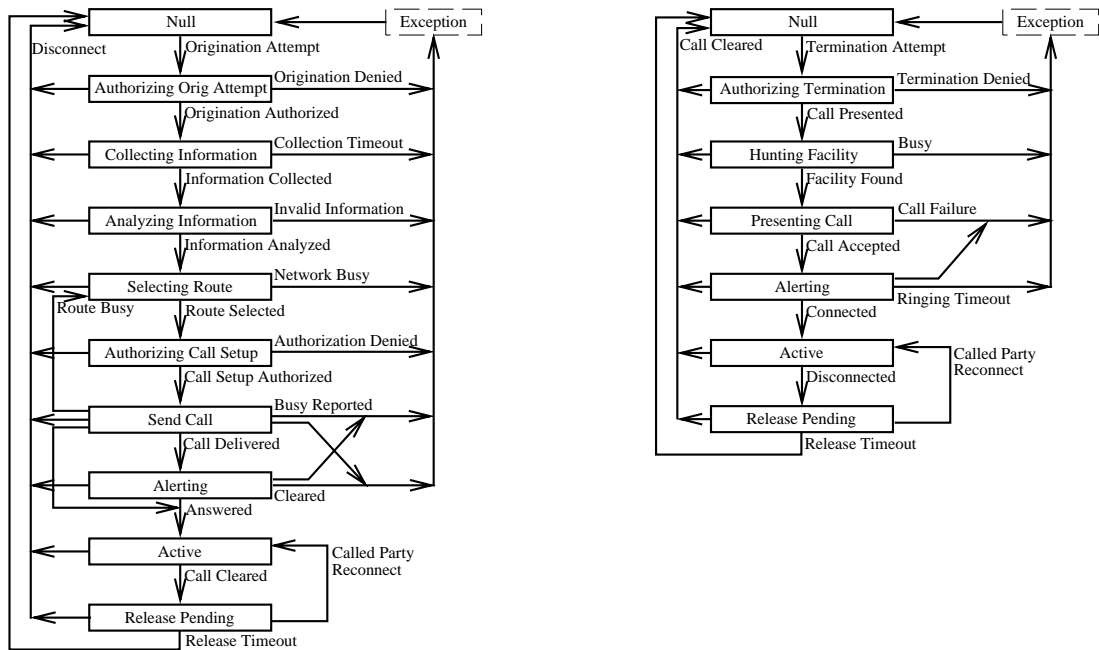 Null
Exception
Disconnect
Origination Attempt
Authorizing Orig Attempt
Origination Denied
Origination Authorized
Collecting Information
Collection Timeout
Information Collected
Analyzing Information
Invalid Information
Information Analyzed
Selecting Route
Network Busy
Route Busy
Route Selected
Authorizing Call Setup
Authorization Denied
Call Setup Authorized
Send Call
Busy Reported
Call Delivered
Alerting
Cleared
Answered
Active
Called Party
Reconnect
Call Cleared
Release Pending
Release Timeout
Null
Exception
Call Cleared
Termination Attempt
Authorizing Termination
Termination Denied
Call Presented
Hunting Facility
Busy
Facility Found
Presenting Call
Call Failure
Call Accepted
Alerting
Ringing Timeout
Connected
Active
Called Party
Reconnect
Disconnected
Release Pending
Release Timeout